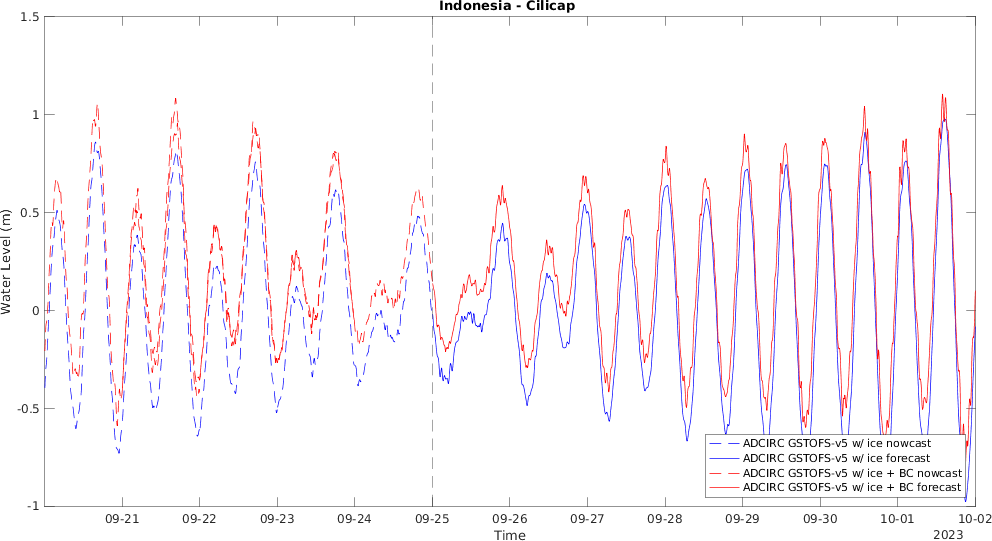 Indonesia - Cilicap
1.5
1
0.5
0
-0.5
-1
Water Level (m)
ADCIRC GSTOFS-v5 w/ ice nowcast
ADCIRC GSTOFS-v5 w/ ice forecast
ADCIRC GSTOFS-v5 w/ ice + BC nowcast
ADCIRC GSTOFS-v5 w/ ice + BC forecast
09-21 09-22 09-23 09-24 09-25 09-26 09-27 09-28 09-29 09-30 10-01 10-02
Time
2023